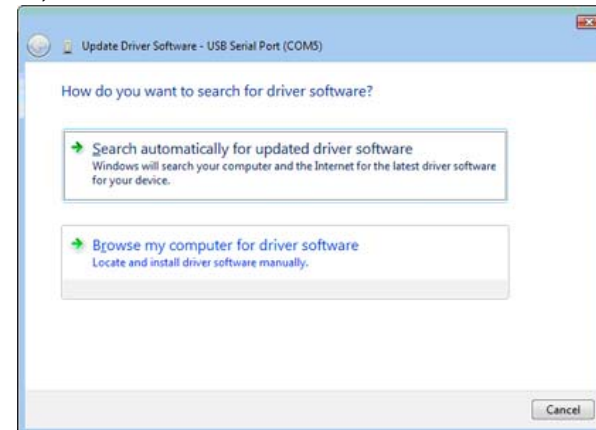 Update Driver Software - USB Serial Port (COM5)
How do you want to search for driver software?
Search automatically for updated driver software
Windows will search your computer and the Internet for the latest driver software
for your device.
Browse my computer for driver software
Locate and install driver software manually.
Cancel